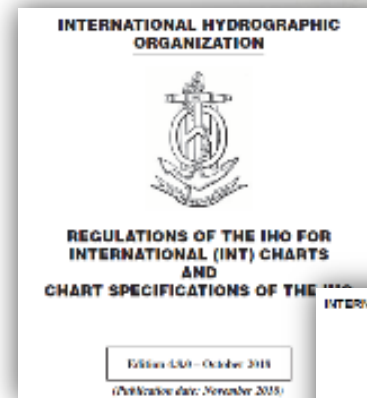 INTERNATIONAL HYDROGRAPHIC
ORGANIZATION
REGULATIONS OF THE IHO FOR
INTERNATIONAL (INT) CHARTS
AND
CHART SPECIFICATIONS OF THE IHO
INTERN
Edition 4.8.0 – October 2018
(Publication date: November 2018)